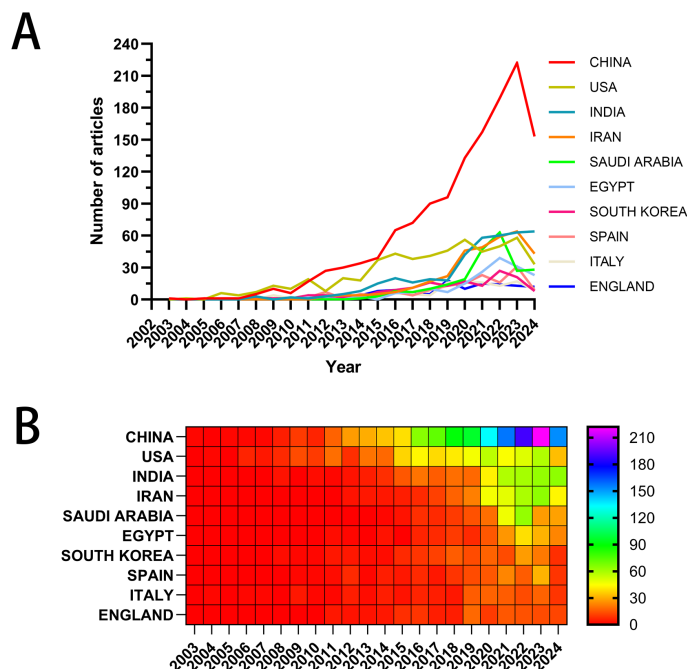 A
Number of articles
240
210
180
150
120
90
60
30
0
2002 2003 2004 2005 2006 2007 2008 2009 2010 2011 2012 2013 2014 2015 2016 2017 2018 2019 2020 2021 2022 2023 2024
Year
CHINA
USA
INDIA
IRAN
SAUDI ARABIA
EGYPT
SOUTH KOREA
SPAIN
ITALY
ENGLAND
B
CHINA
USA
INDIA
IRAN
SAUDI ARABIA
EGYPT
SOUTH KOREA
SPAIN
ITALY
ENGLAND
2003 2004 2005 2006 2007 2008 2009 2010 2011 2012 2013 2014 2015 2016 2017 2018 2019 2020 2021 2022 2023 2024
210
180
150
120
90
60
30
0